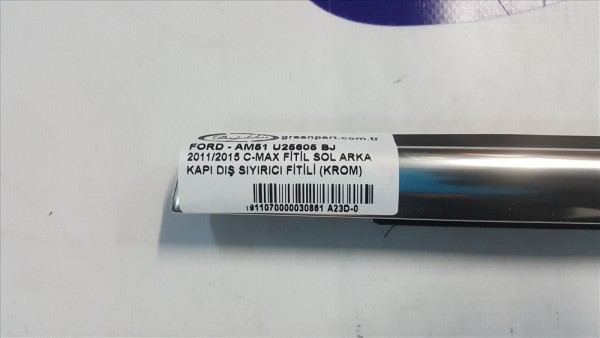 greenpart.com.tr
FORD - AM51 U25605 BJ
2011/2015 C-MAX FİTİL SOL ARKA
KAPI DIŞ SIYIRICI FİTİLİ (KROM)
1911070000030861 A23D-0